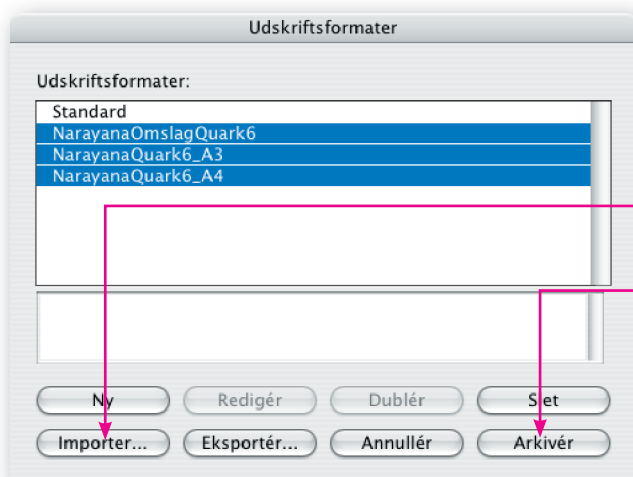 Udskriftsformater
Udskriftsformater:
Standard
NarayanaOmslagQuark6
NarayanaQuark6_A3
NarayanaQuark6_A4
Ny Redigér Dublér Slet
Importer... Eksportér... Annullér Arkivér